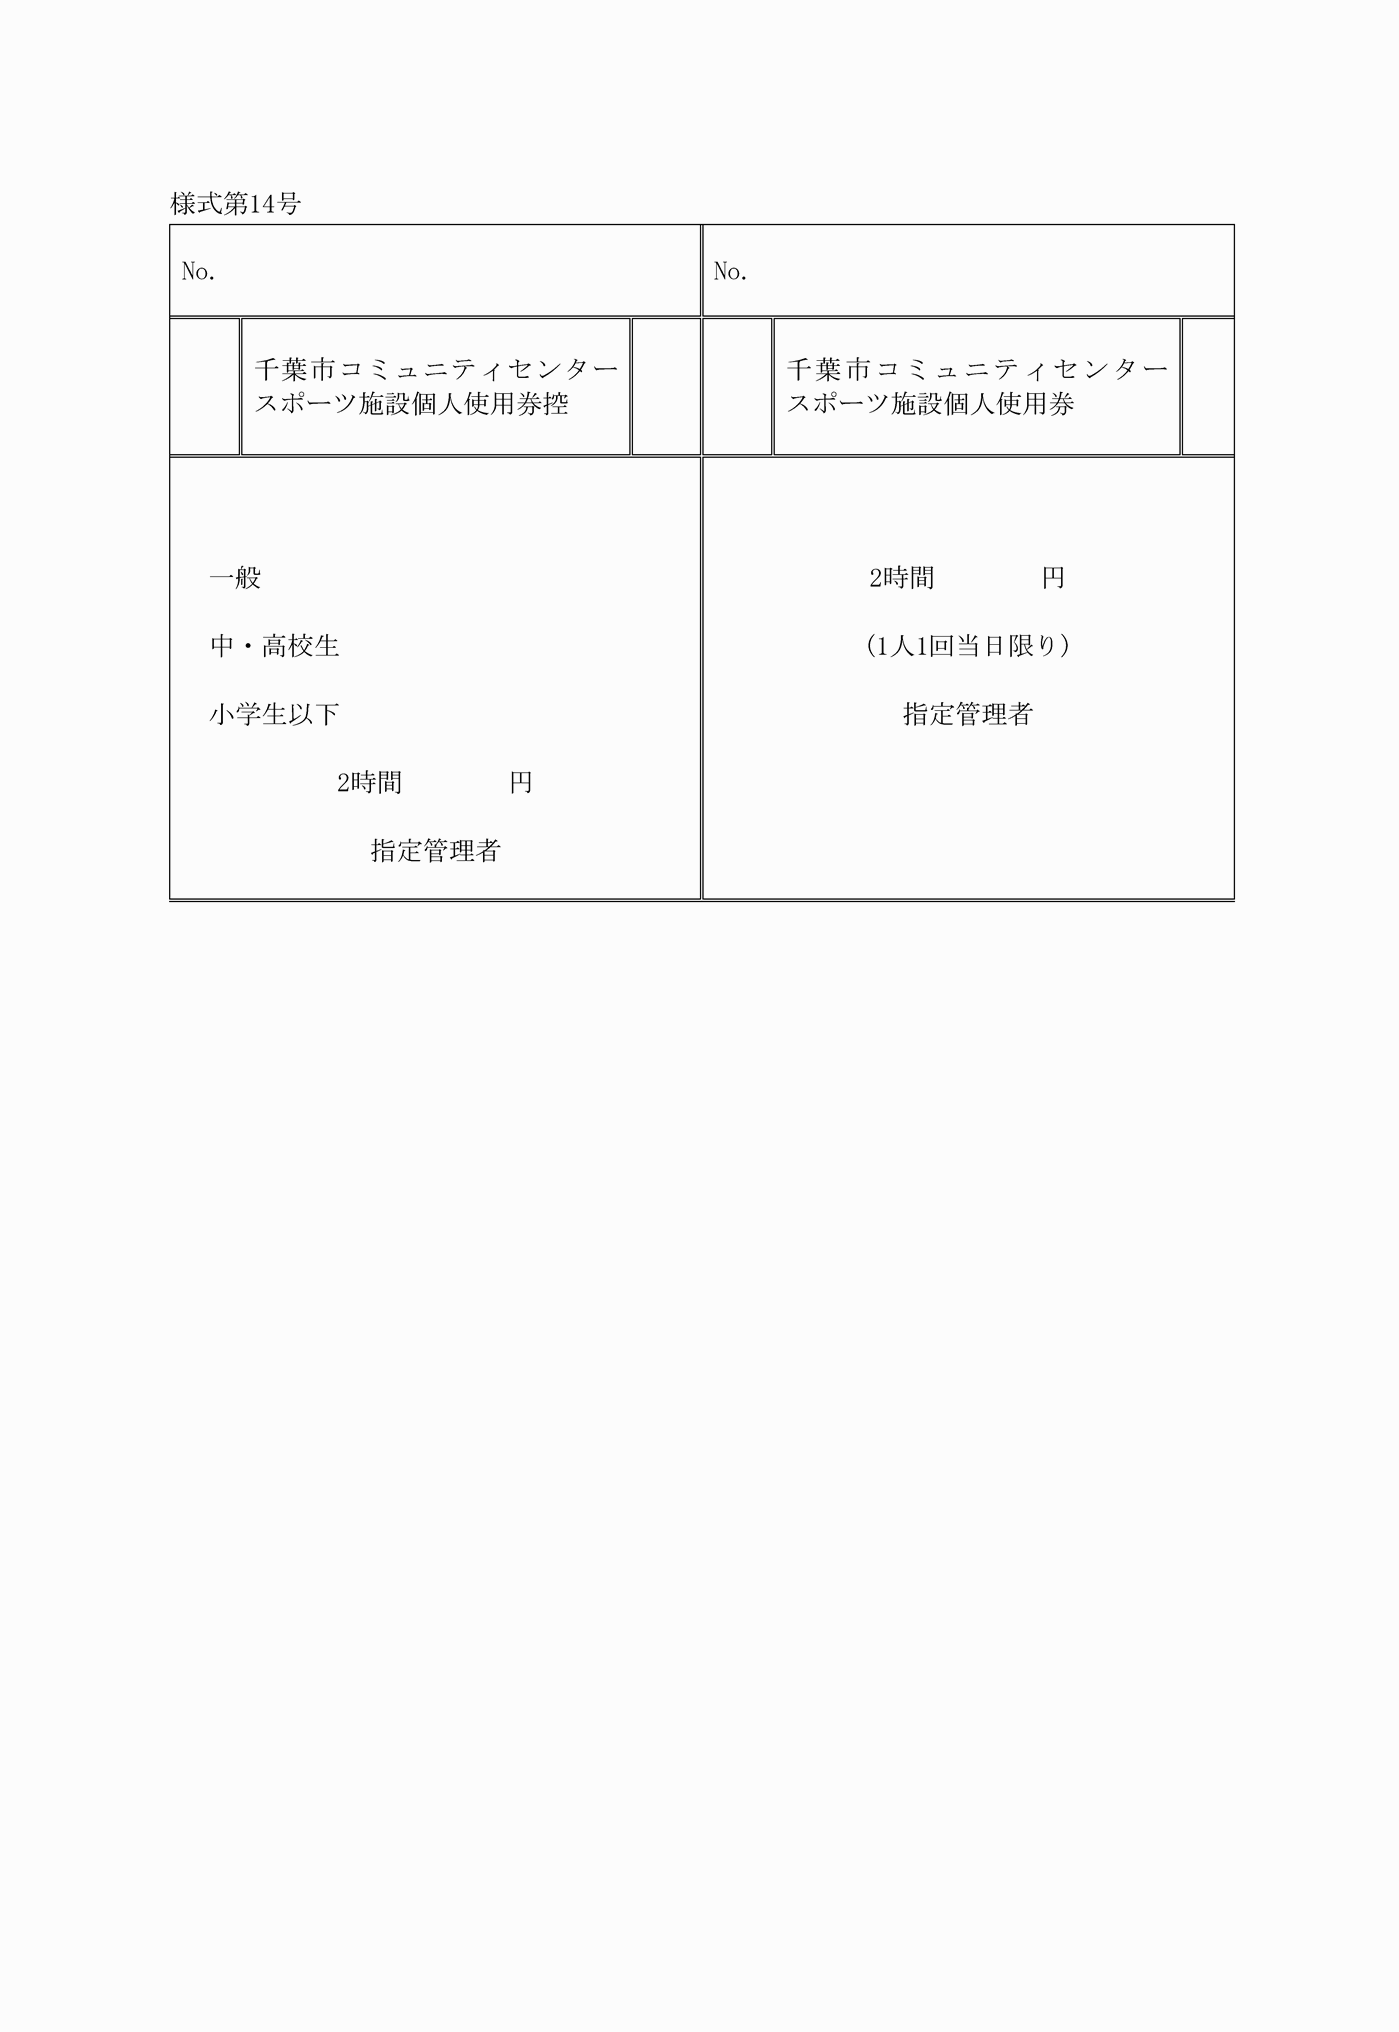 様式第14号
No.
No.
千葉市コミュニティセンター
スポーツ施設個人使用券控
千葉市コミュニティセンター
スポーツ施設個人使用券
一般
中・高校生
小学生以下
2時間　　　　円
指定管理者
2時間　　　　円
(1人1回当日限り)
指定管理者